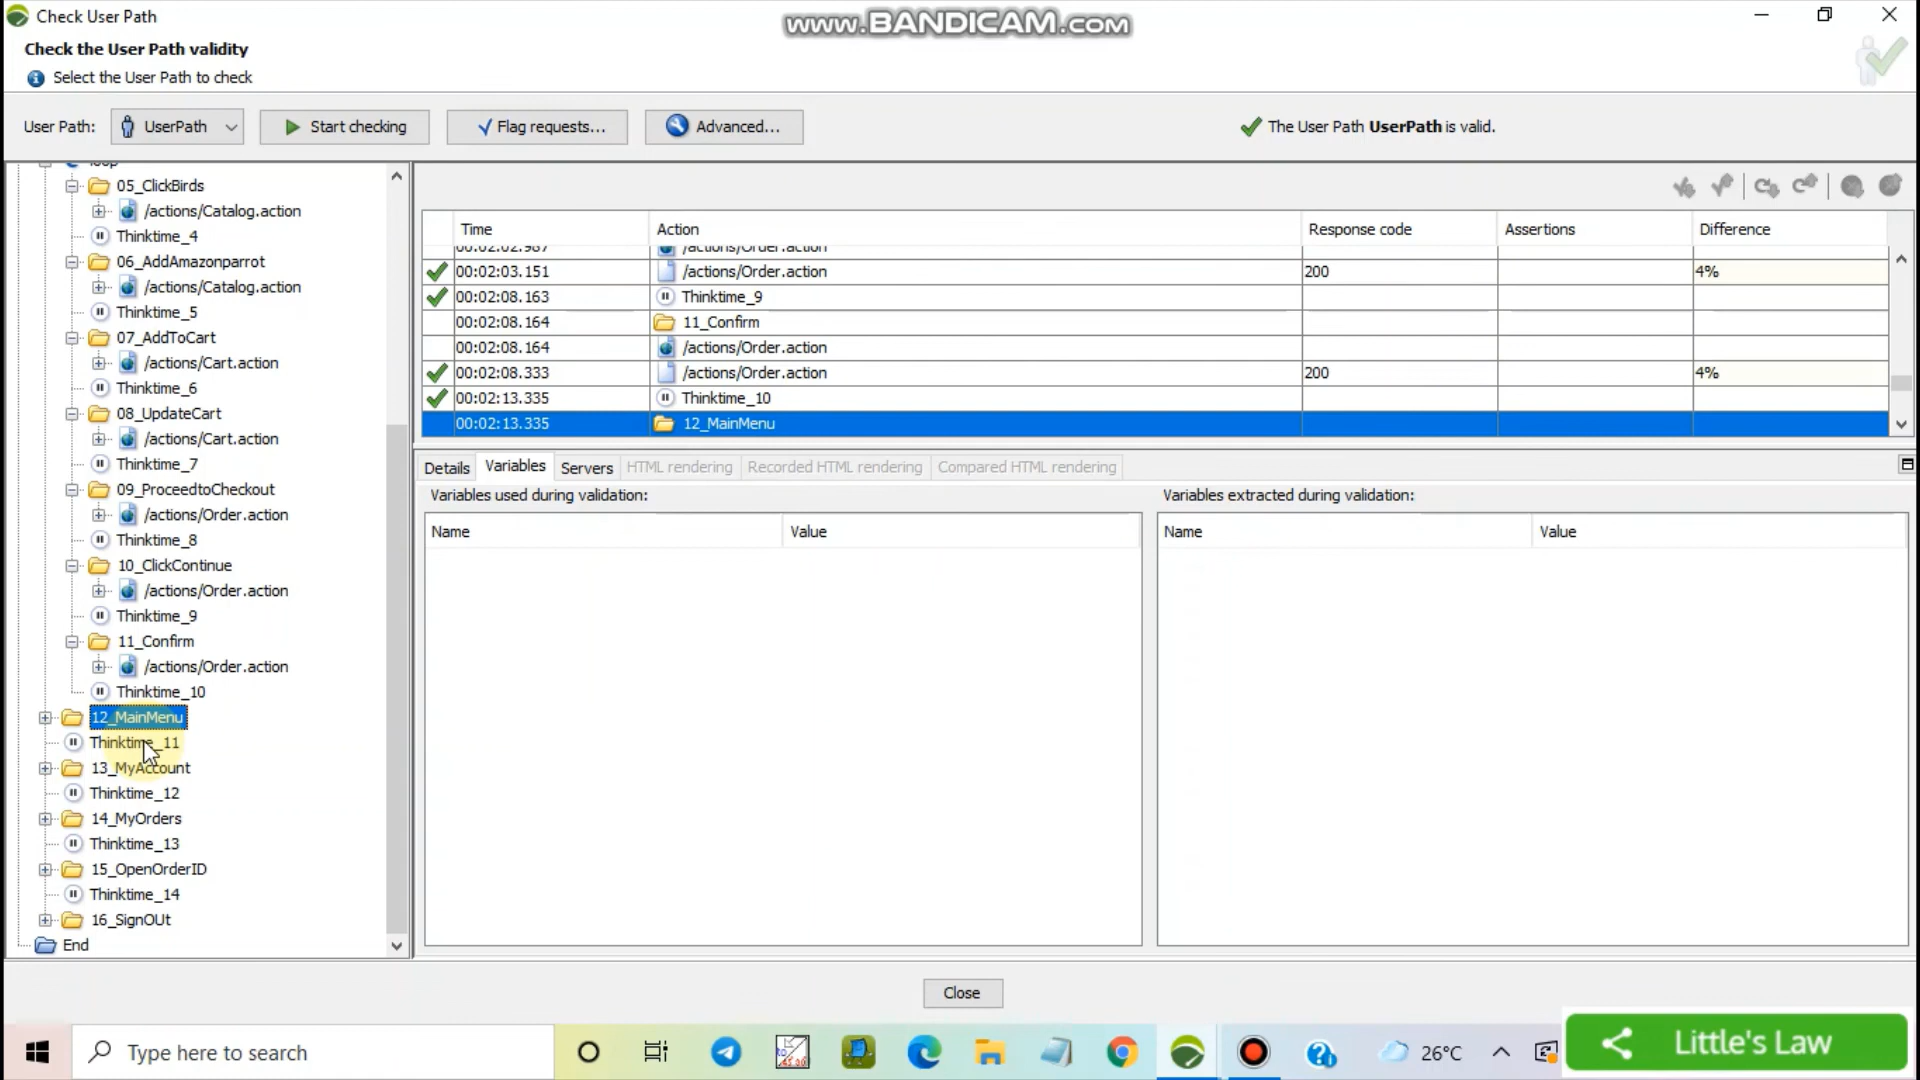 Check User Path
www.BANDICAM.com
Check the User Path validity
Select the User Path to check
User Path:
UserPath
Start checking
Flag requests...
Advanced...
The User Path UserPath is valid.
loop
05_ClickBirds
/actions/Catalog.action
Thinktime_4
06_AddAmazonparrot
/actions/Catalog.action
Thinktime_5
07_AddToCart
/actions/Cart.action
Thinktime_6
08_UpdateCart
/actions/Cart.action
Thinktime_7
09_ProceedtoCheckout
/actions/Order.action
Thinktime_8
10_ClickContinue
/actions/Order.action
Thinktime_9
11_Confirm
/actions/Order.action
Thinktime_10
12_MainMenu
Thinktime_11
13_MyAccount
Thinktime_12
14_MyOrders
Thinktime_13
15_OpenOrderID
Thinktime_14
16_SignOUt
End
Time Action Response code Assertions Difference
00:02:02.987 /actions/Order.action
00:02:03.151 /actions/Order.action 200 4%
00:02:08.163 Thinktime_9
00:02:08.164 11_Confirm
00:02:08.164 /actions/Order.action
00:02:08.333 /actions/Order.action 200 4%
00:02:13.335 Thinktime_10
00:02:13.335 12_MainMenu
Details Variables Servers HTML rendering Recorded HTML rendering Compared HTML rendering
Variables used during validation:
Name Value
Variables extracted during validation:
Name Value
Close
Type here to search
26°C
Little's Law